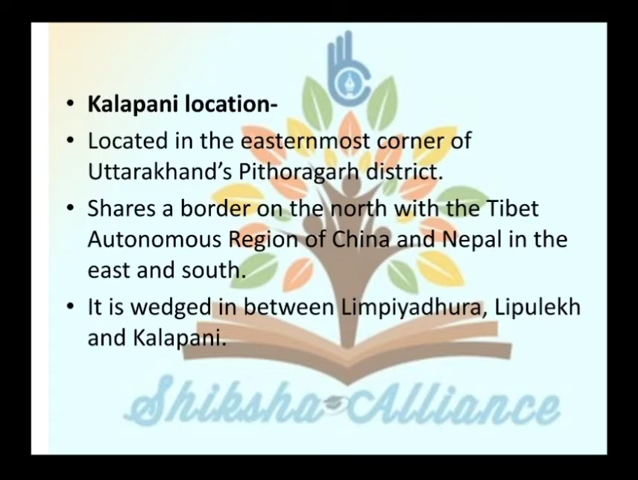 • Kalapani location-
• Located in the easternmost corner of
Uttarakhand's Pithoragarh district.
• Shares a border on the north with the Tibet
Autonomous Region of China and Nepal in the
east and south.
• It is wedged in between Limpiyadhura, Lipulekh
and Kalapani.
Shiksha Alliance